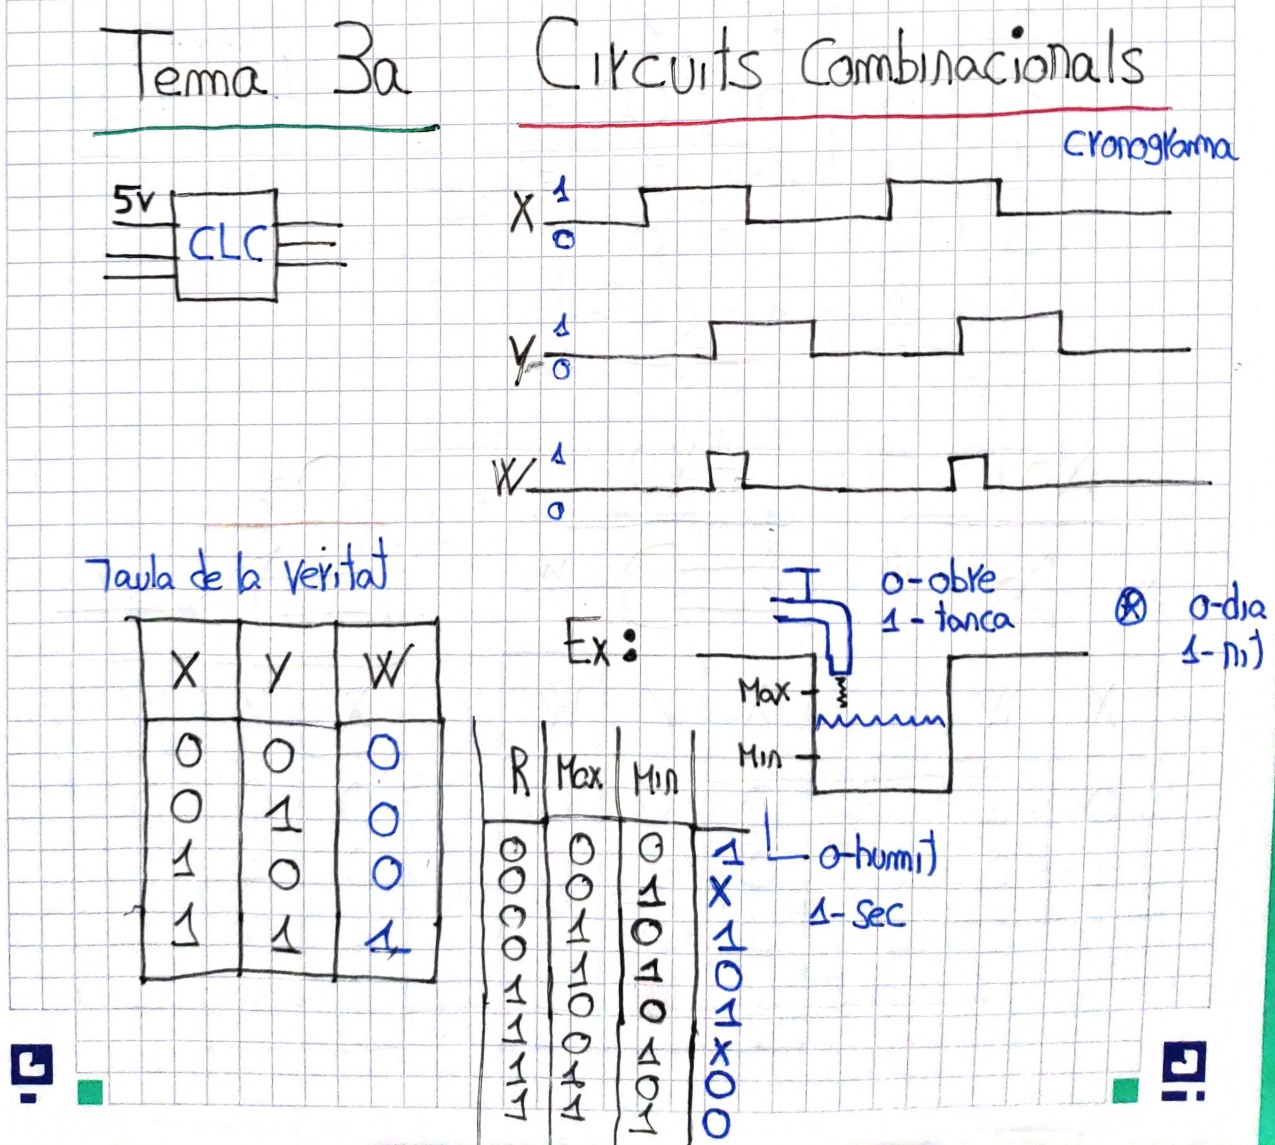 Tema 3a
Circuits Combinacionals
cronograma
5v
CLC
X 1
0
Y 1
0
W 1
0
Taula de la Veritat
X Y W
0 0 0
0 1 0
1 0 0
1 1 1
Ex:
0-obre
1-tanca
0-dia
1-nit
Max
Min
0-humit
1-sec
R Max Min
0 0 0 1
0 0 1 X
0 1 0 1
0 1 1 0
1 0 0 1
1 0 1 X
1 1 0 0
1 1 1 0